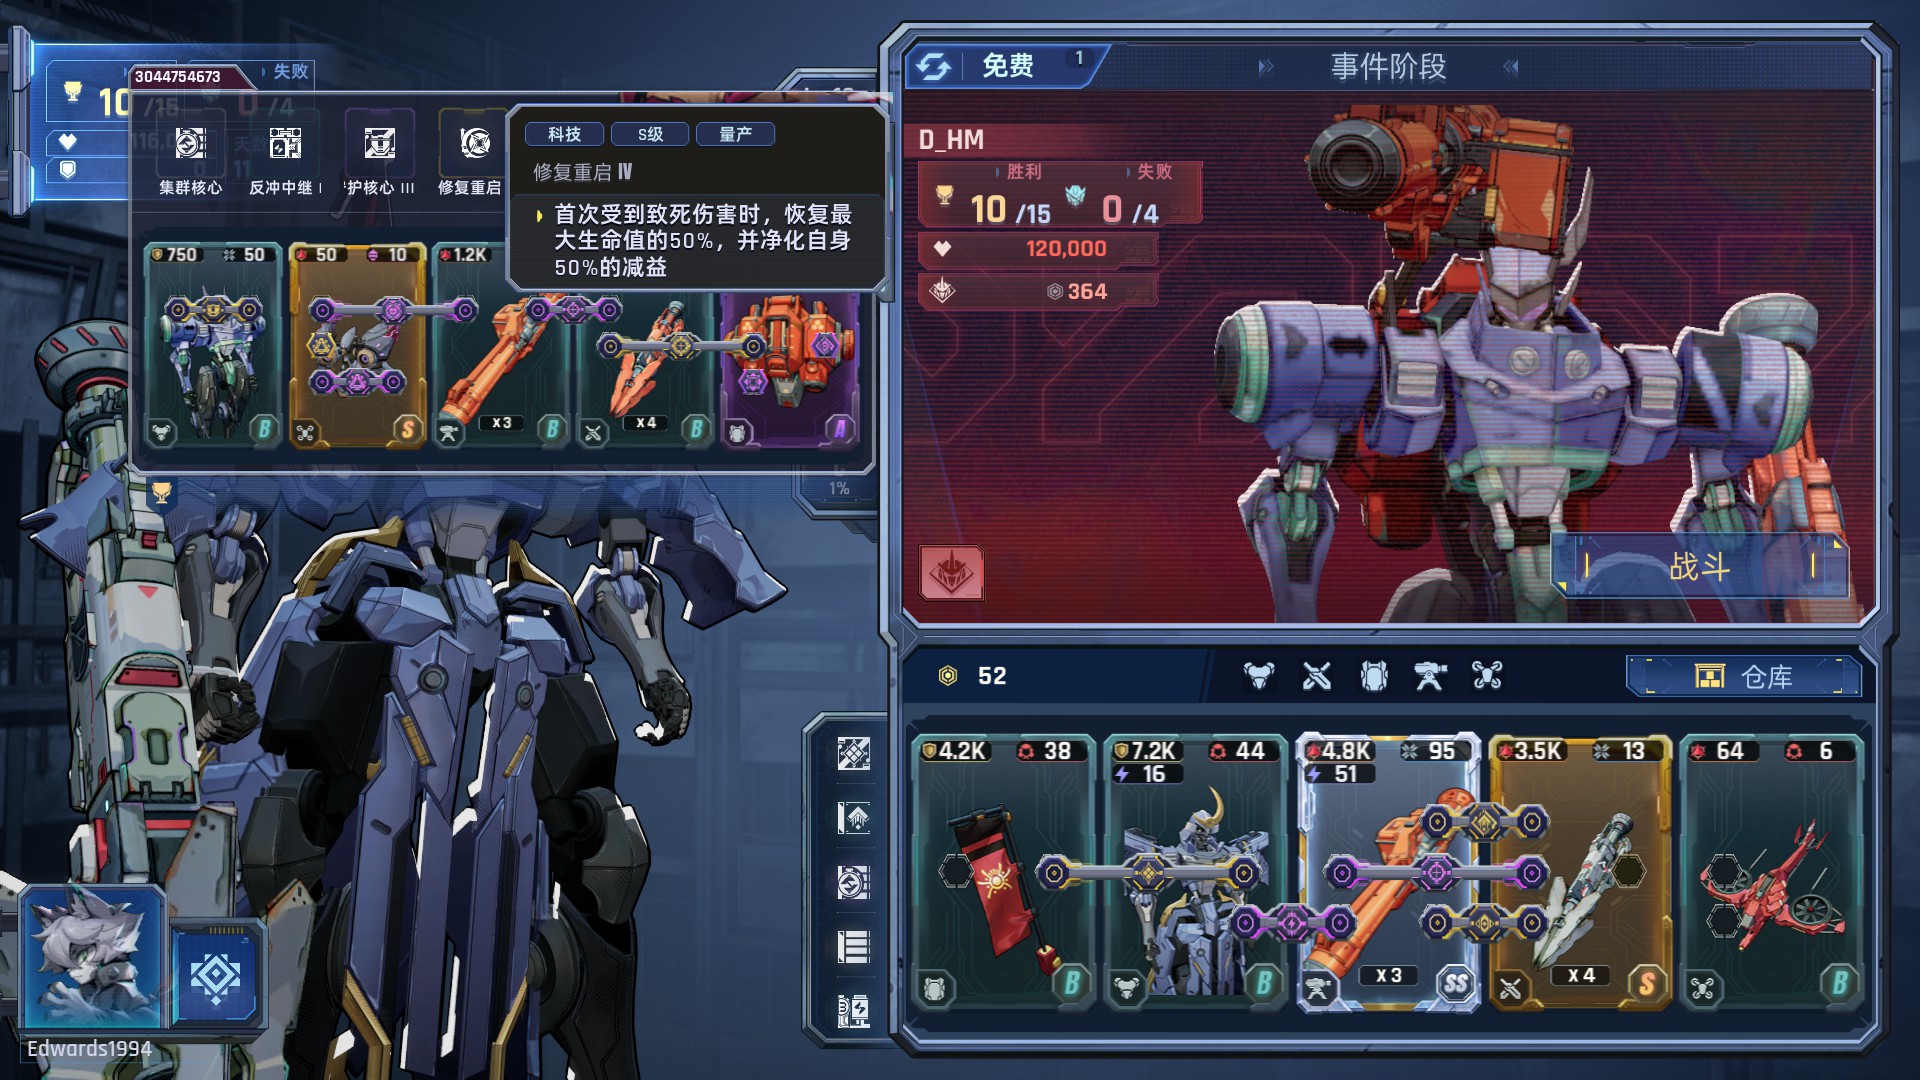 失败
3044754673
10 /15
0 /4
天数
11
集群核心
反冲中继 I
护核心 III
修复重启
科技
S级
量产
修复重启 IV
首次受到致死伤害时，恢复最
大生命值的50%，并净化自身
50%的减益
750 50
50 10
1.2K
B
S
x3 B
x4 B
A
1%
免费 1
事件阶段
D_HM
胜利 失败
10 /15 0 /4
120,000
364
战斗
52
仓库
4.2K 38
7.2K 44
16
4.8K 95
51
3.5K 13
64 6
B
B
x3 SS
x4 S
B
Edwards1994